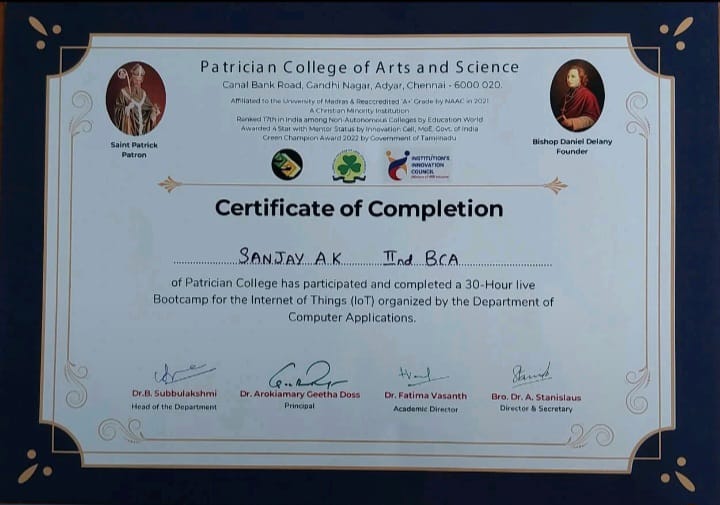 Patrician College of Arts and Science
Canal Bank Road, Gandhi Nagar, Adyar, Chennai - 6000 020.
Affiliated to the University of Madras & Reaccredited 'A+' Grade by NAAC in 2021
A Christian Minority Institution
Ranked 17th in India among Non-Autonomous Colleges by Education World
Awarded 4 Star with Mentor Status by Innovation Cell, MoE, Govt. of India
Green Champion Award 2022 by Government of Tamilnadu
Saint Patrick
Patron
Bishop Daniel Delany
Founder
INSTITUTION'S
INNOVATION
COUNCIL
Certificate of Completion
SANJAY A.K IInd BCA
of Patrician College has participated and completed a 30-Hour live
Bootcamp for the Internet of Things (IoT) organized by the Department of
Computer Applications.
Dr.B. Subbulakshmi
Head of the Department
Dr. Arokiamary Geetha Doss
Principal
Dr. Fatima Vasanth
Academic Director
Bro. Dr. A. Stanislaus
Director & Secretary